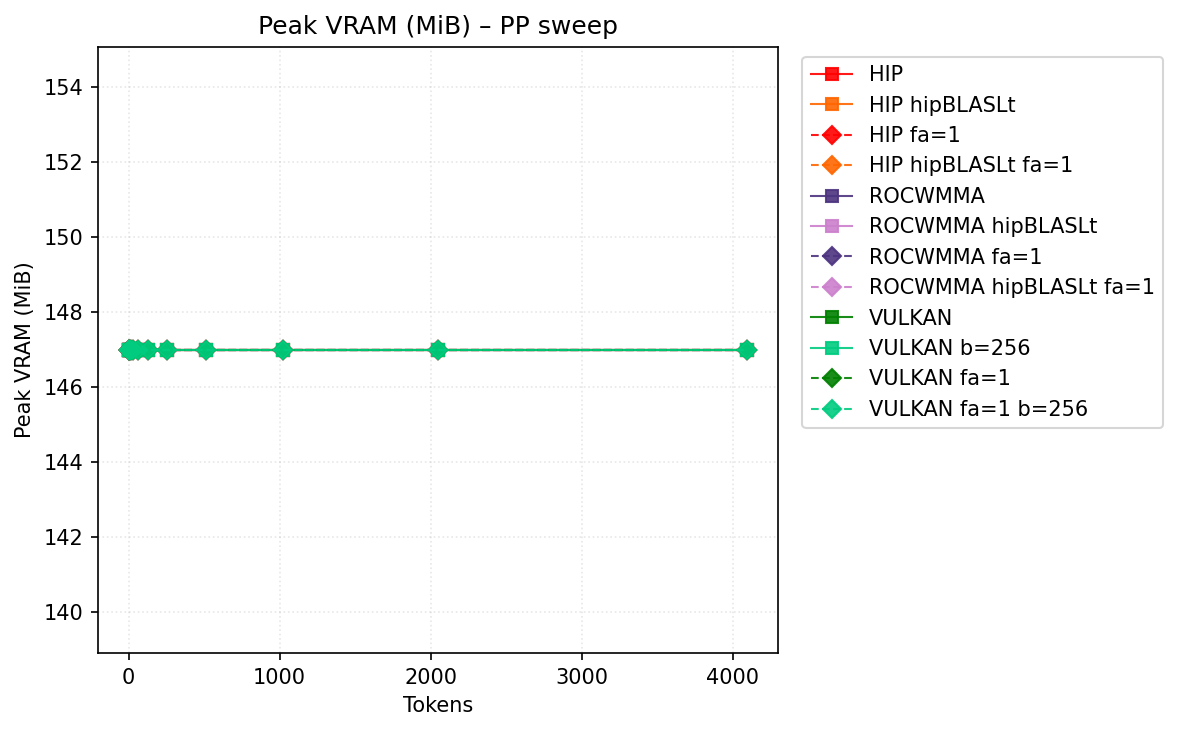 Peak VRAM (MiB) – PP sweep
Peak VRAM (MiB)
154
152
150
148
146
144
142
140
0
1000
2000
3000
4000
Tokens
HIP
HIP hipBLASLt
HIP fa=1
HIP hipBLASLt fa=1
ROCWMMA
ROCWMMA hipBLASLt
ROCWMMA fa=1
ROCWMMA hipBLASLt fa=1
VULKAN
VULKAN b=256
VULKAN fa=1
VULKAN fa=1 b=256